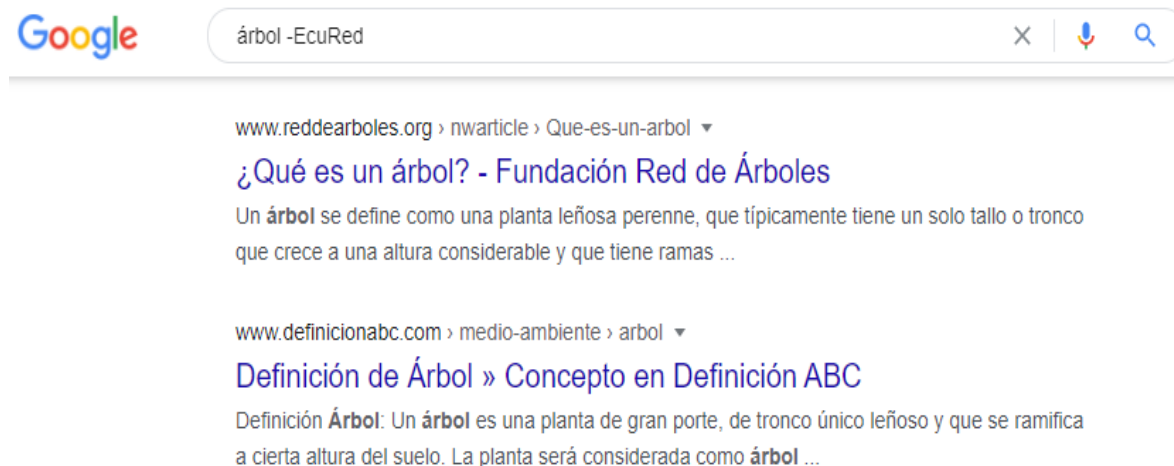 Google
árbol -EcuRed
www.reddearboles.org › nwarticle › Que-es-un-arbol
¿Qué es un árbol? - Fundación Red de Árboles
Un árbol se define como una planta leñosa perenne, que típicamente tiene un solo tallo o tronco
que crece a una altura considerable y que tiene ramas ...
www.definicionabc.com › medio-ambiente › arbol
Definición de Árbol » Concepto en Definición ABC
Definición Árbol: Un árbol es una planta de gran porte, de tronco único leñoso y que se ramifica
a cierta altura del suelo. La planta será considerada como árbol ...